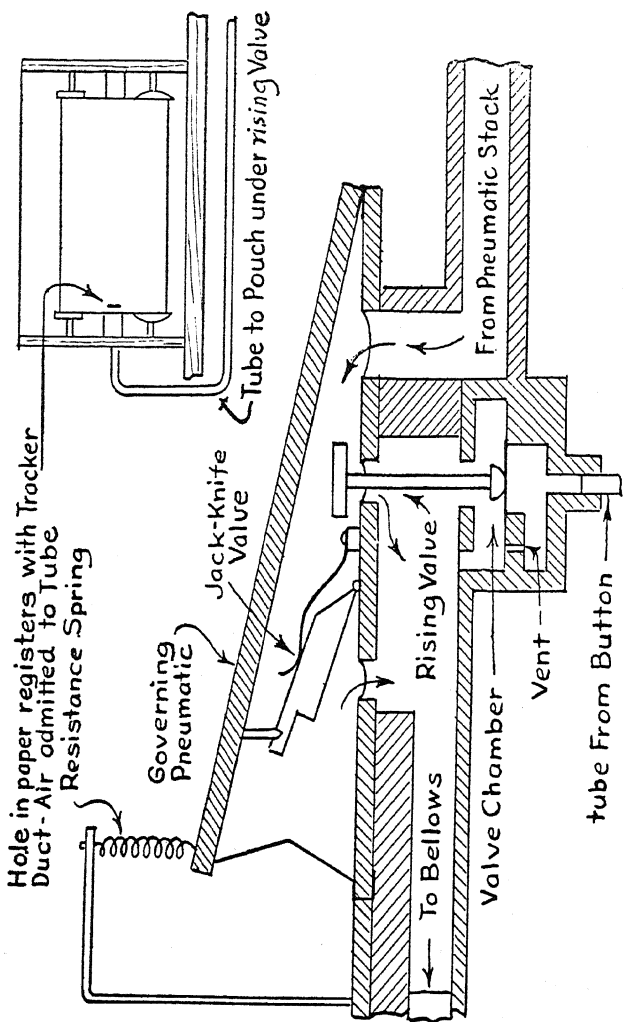 Hole in paper registers with Tracker
Duct-Air admitted to Tube
Resistance Spring
Tube to Pouch under rising Valve
Jack-Knife
Valve
Governing
Pneumatic
From Pneumatic Stack
Rising Valve
To Bellows
Valve Chamber
Vent
tube From Button